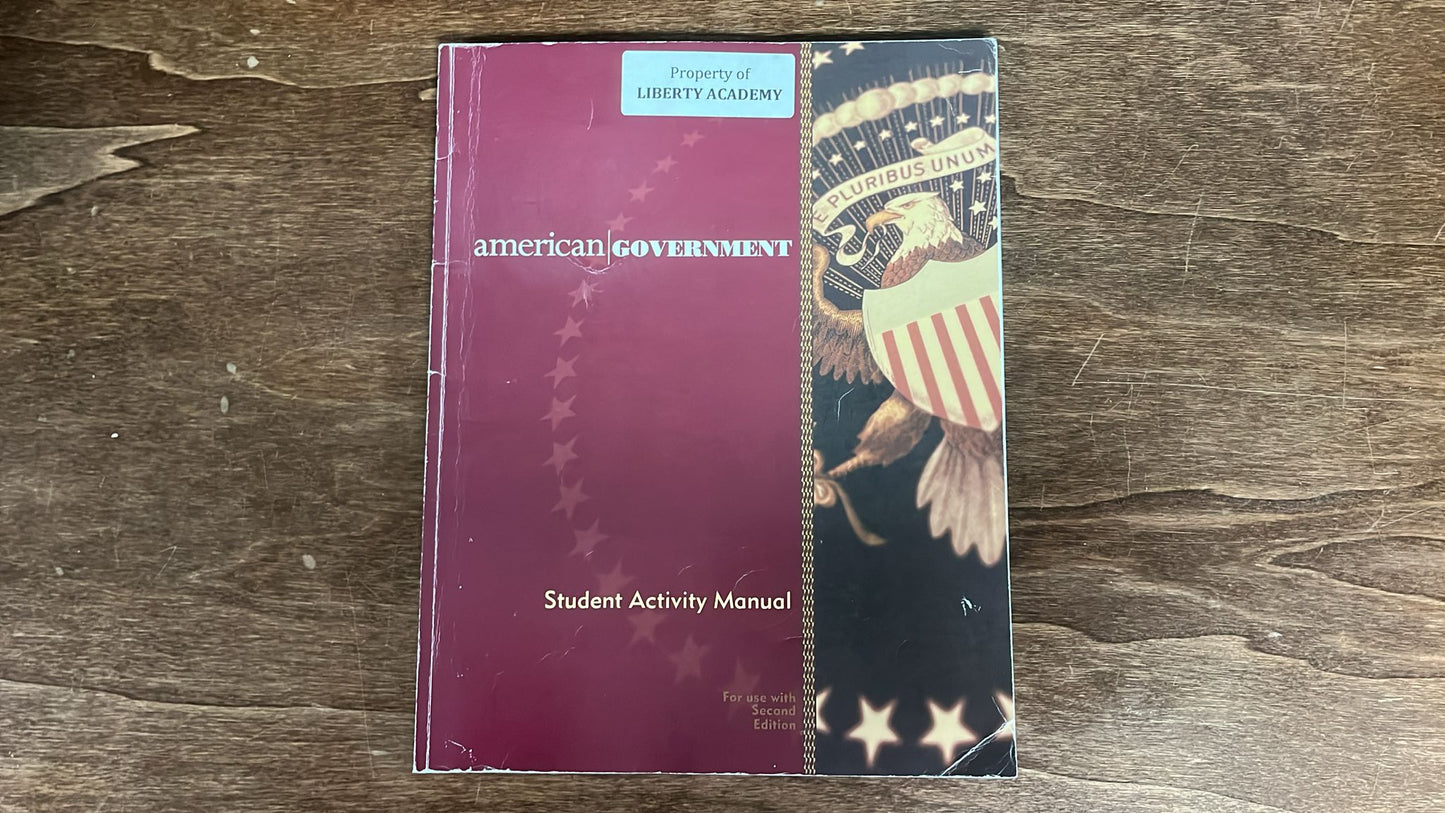 Property of
LIBERTY ACADEMY
E PLURIBUS UNUM
american|GOVERNMENT
Student Activity Manual
For use with
Second
Edition